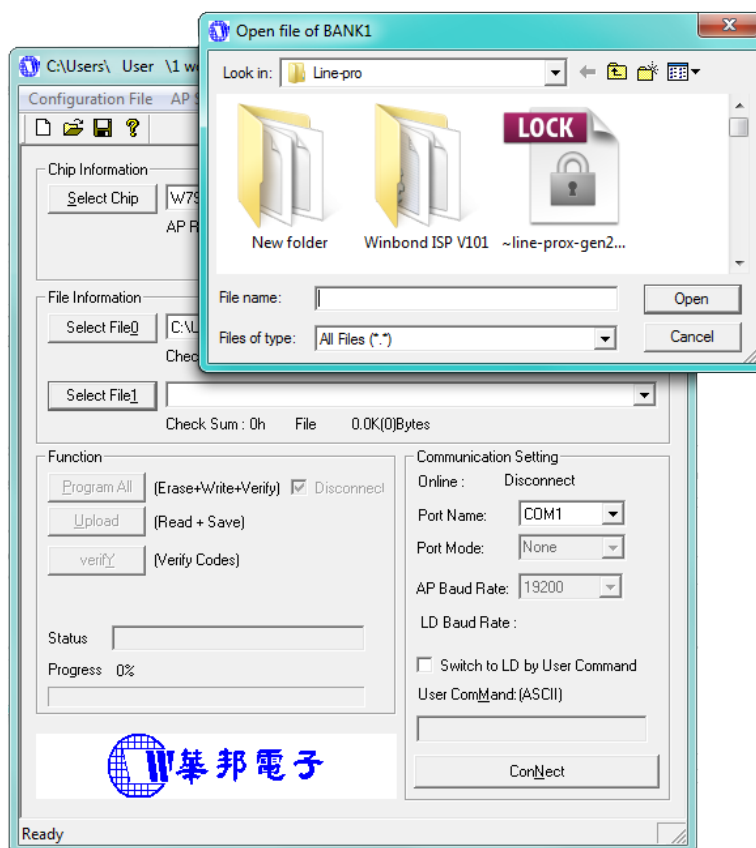 Open file of BANK1
Look in: Line-pro
LOCK
New folder
Winbond ISP V101
~line-prox-gen2...
File name:
Open
Files of type: All Files (*.*)
Cancel
C:\Users\ User \1
Configuration File
AP
Chip Information
Select Chip
File Information
Select File0
Select File1
Check Sum : 0h File 0.0K(0)Bytes
Function
Program All (Erase+Write+Verify) Disconnect
Upload (Read + Save)
verifY (Verify Codes)
Status
Progress 0%
Communication Setting
Online : Disconnect
Port Name: COM1
Port Mode: None
AP Baud Rate: 19200
LD Baud Rate :
Switch to LD by User Command
User ComMand:(ASCII)
ConNect
華邦電子
Ready